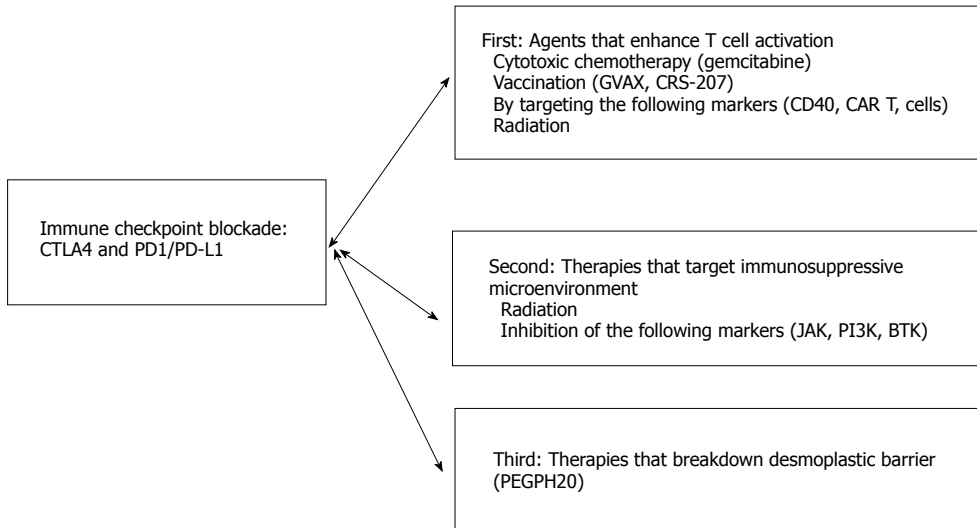 First: Agents that enhance T cell activation
Cytotoxic chemotherapy (gemcitabine)
Vaccination (GVAX, CRS-207)
By targeting the following markers (CD40, CAR T, cells)
Radiation
Immune checkpoint blockade:
CTLA4 and PD1/PD-L1
Second: Therapies that target immunosuppressive
microenvironment
Radiation
Inhibition of the following markers (JAK, PI3K, BTK)
Third: Therapies that breakdown desmoplastic barrier
(PEGPH20)